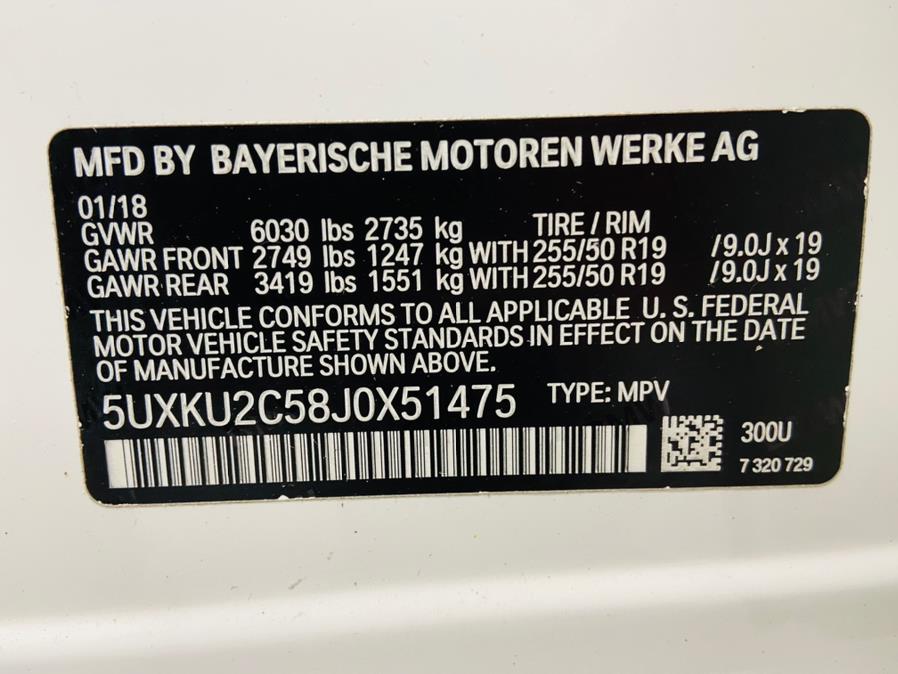 MFD BY BAYERISCHE MOTOREN WERKE AG
01/18
GVWR 6030 lbs 2735 kg TIRE / RIM
GAWR FRONT 2749 lbs 1247 kg WITH 255/50 R19 /9.0J x 19
GAWR REAR 3419 lbs 1551 kg WITH 255/50 R19 /9.0J x 19
THIS VEHICLE CONFORMS TO ALL APPLICABLE U. S. FEDERAL
MOTOR VEHICLE SAFETY STANDARDS IN EFFECT ON THE DATE
OF MANUFACTURE SHOWN ABOVE.
5UXKU2C58J0X51475 TYPE: MPV
300U
7 320 729